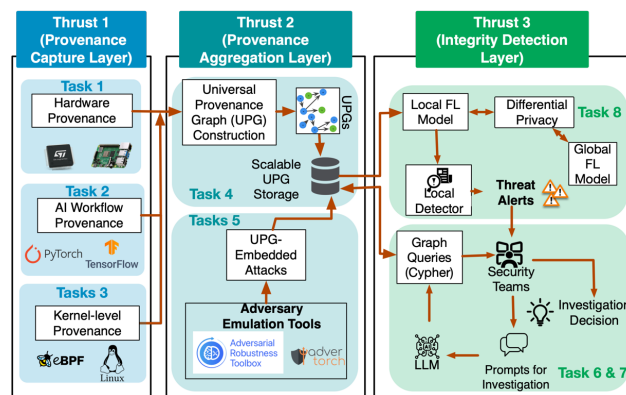 Thrust 1
(Provenance
Capture Layer)
Task 1
Hardware
Provenance
ST
Task 2
AI Workflow
Provenance
PyTorch
TensorFlow
Tasks 3
Kernel-level
Provenance
eBPF
Linux
Thrust 2
(Provenance
Aggregation Layer)
Universal
Provenance
Graph (UPG)
Construction
UPGs
Scalable
UPG
Storage
Task 4
Tasks 5
UPG-
Embedded
Attacks
Adversary
Emulation Tools
Adversarial
Robustness
Toolbox
adver
torch
Thrust 3
(Integrity Detection
Layer)
Local FL
Model
Differential
Privacy
Task 8
Global
FL Model
Local
Detector
Threat
Alerts
Graph
Queries
(Cypher)
Security
Teams
Investigation
Decision
LLM
Prompts for
Investigation
Task 6 & 7